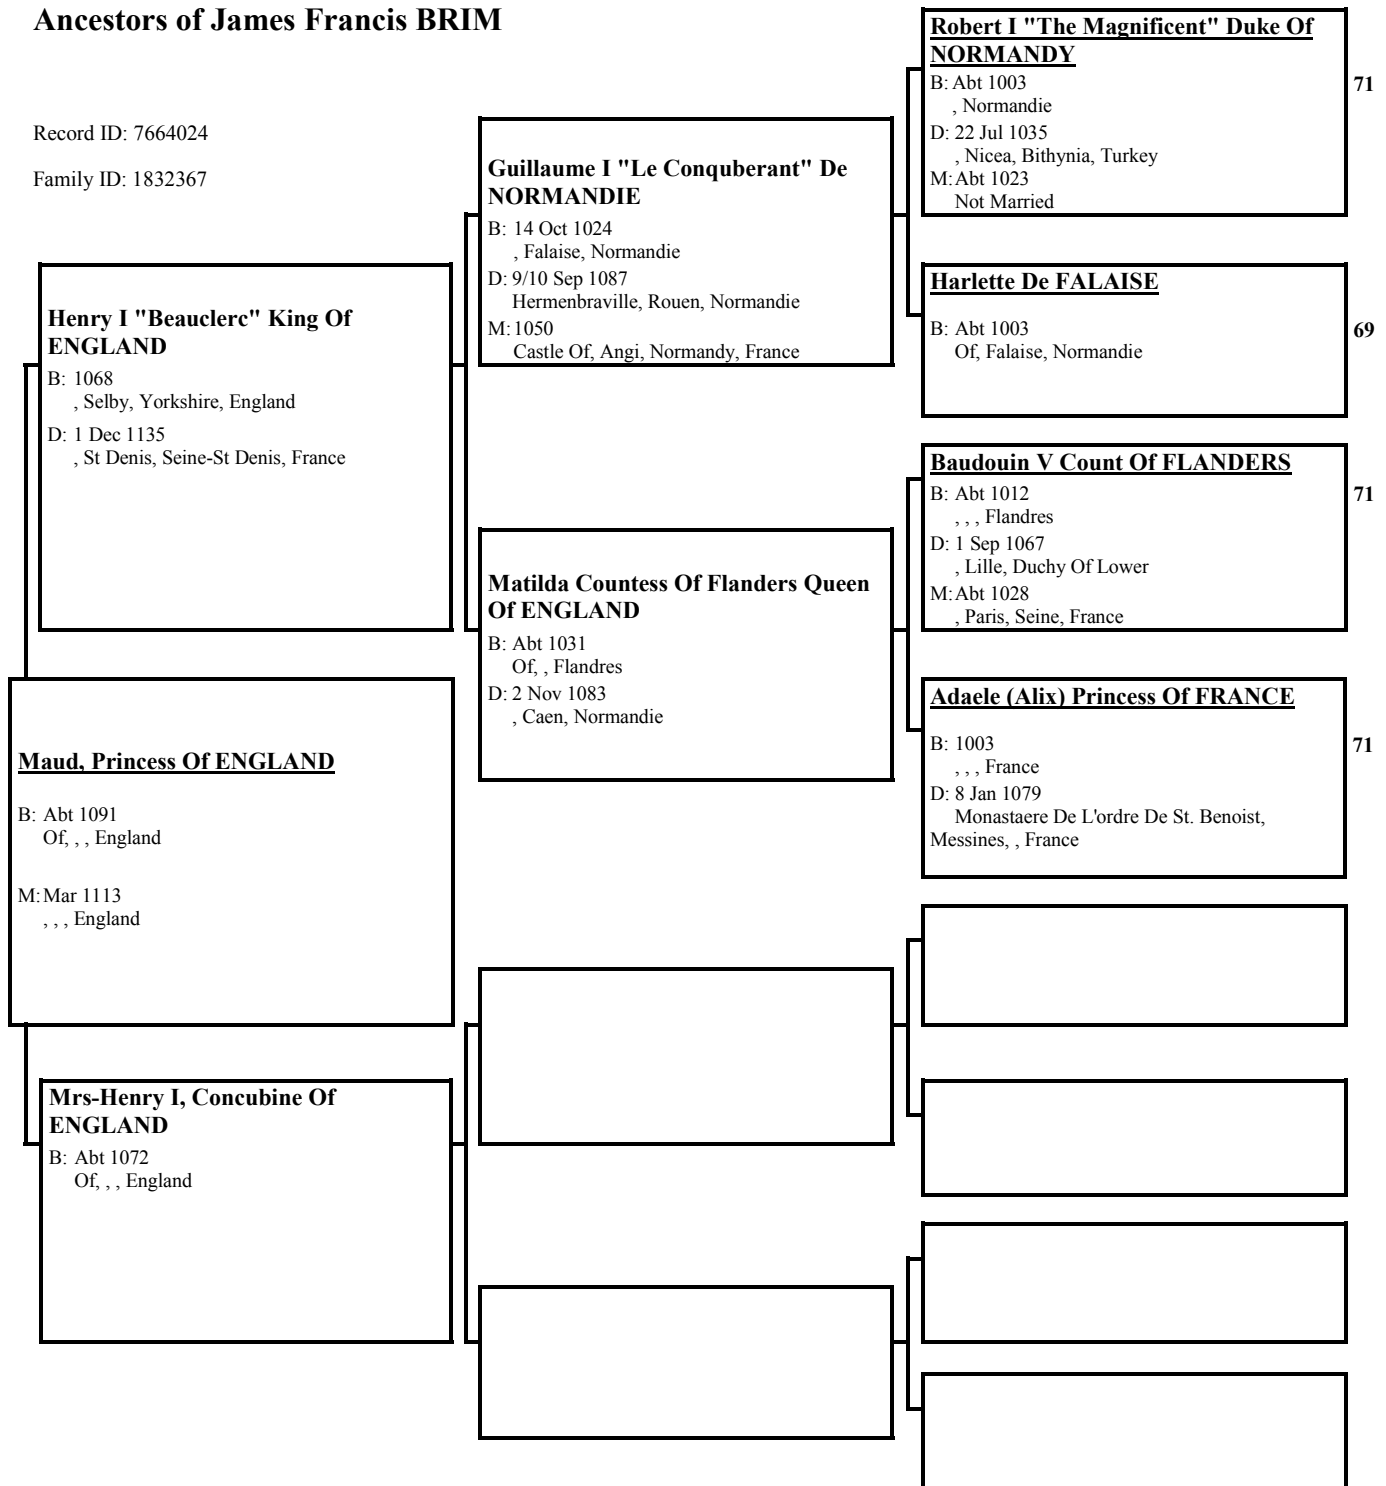 Ancestors of James Francis BRIM
Record ID: 7664024
Family ID: 1832367
Robert I "The Magnificent" Duke Of
NORMANDY
B: Abt 1003
, Normandie
D: 22 Jul 1035
, Nicea, Bithynia, Turkey
M: Abt 1023
Not Married
71
Guillaume I "Le Conquberant" De
NORMANDIE
B: 14 Oct 1024
, Falaise, Normandie
D: 9/10 Sep 1087
Hermenbraville, Rouen, Normandie
M: 1050
Castle Of, Angi, Normandy, France
Harlette De FALAISE
B: Abt 1003
Of, Falaise, Normandie
69
Henry I "Beauclerc" King Of
ENGLAND
B: 1068
, Selby, Yorkshire, England
D: 1 Dec 1135
, St Denis, Seine-St Denis, France
Baudouin V Count Of FLANDERS
B: Abt 1012
, , , Flandres
D: 1 Sep 1067
, Lille, Duchy Of Lower
M: Abt 1028
, Paris, Seine, France
71
Matilda Countess Of Flanders Queen
Of ENGLAND
B: Abt 1031
Of, , Flandres
D: 2 Nov 1083
, Caen, Normandie
Adaele (Alix) Princess Of FRANCE
B: 1003
, , , France
D: 8 Jan 1079
Monastaere De L'ordre De St. Benoist,
Messines, , France
71
Maud, Princess Of ENGLAND
B: Abt 1091
Of, , , England
M: Mar 1113
, , , England
Mrs-Henry I, Concubine Of
ENGLAND
B: Abt 1072
Of, , , England